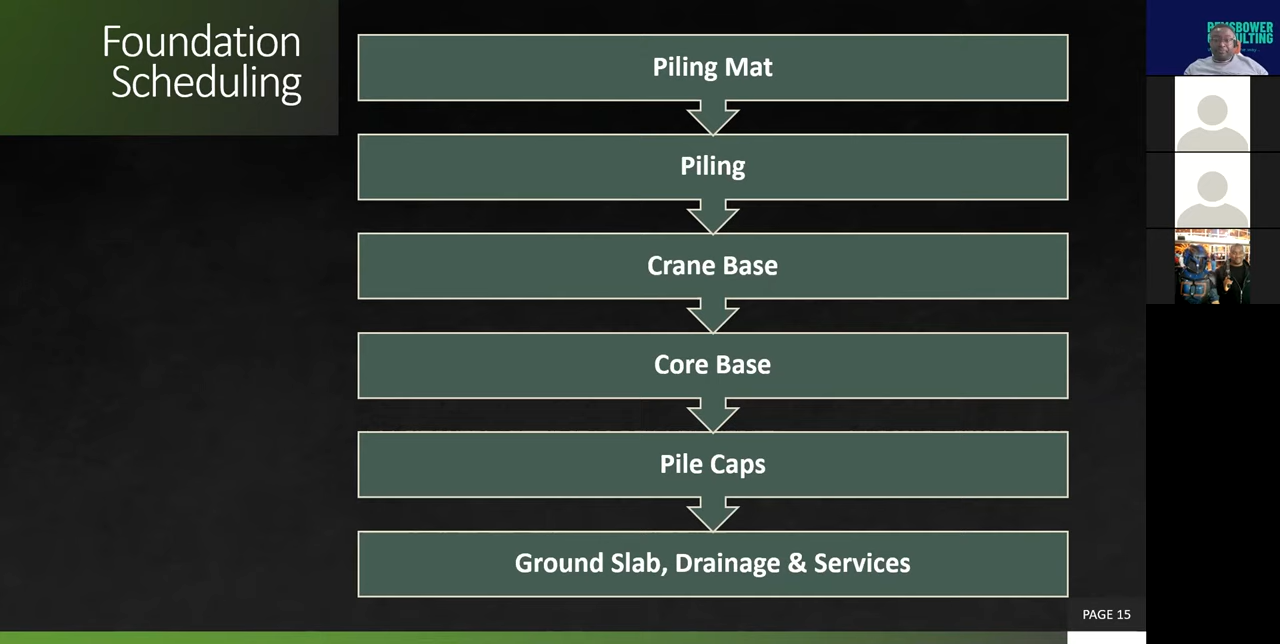 Foundation
Scheduling
Piling Mat
Piling
Crane Base
Core Base
Pile Caps
Ground Slab, Drainage & Services
PAGE 15